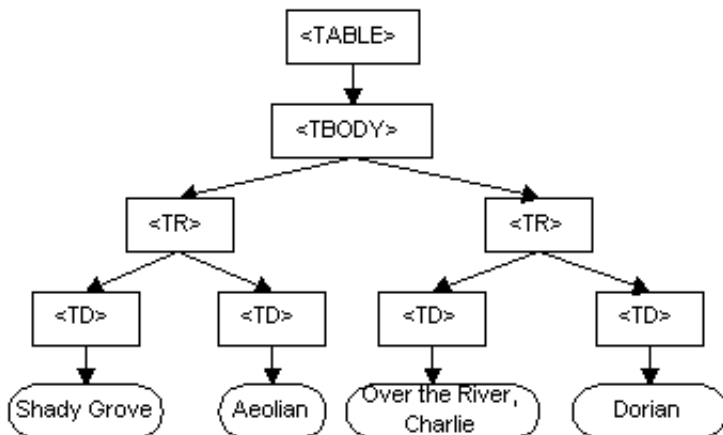 <TABLE>
<TBODY>
<TR>
<TR>
<TD>
<TD>
<TD>
<TD>
Shady Grove
Aeolian
Over the River,
Charlie
Dorian